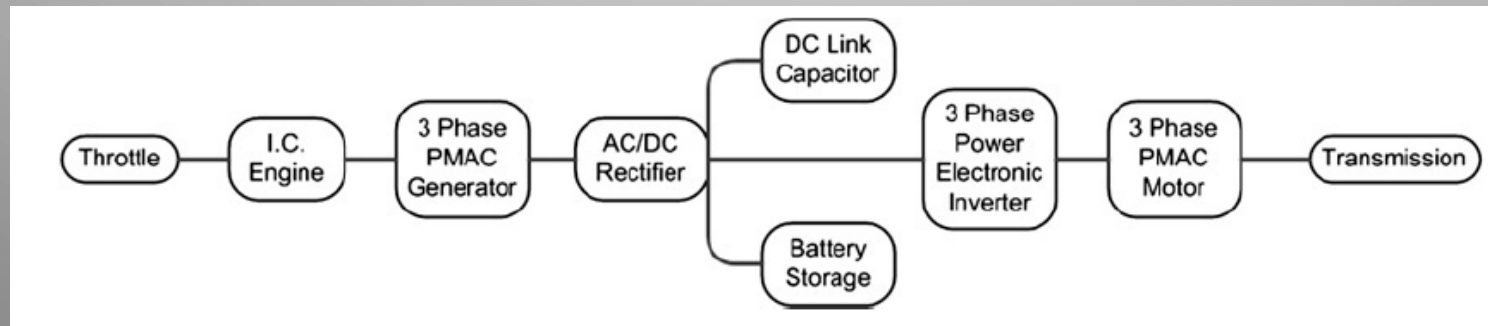 Throttle
I.C.
Engine
3 Phase
PMAC
Generator
AC/DC
Rectifier
DC Link
Capacitor
Battery
Storage
3 Phase
Power
Electronic
Inverter
3 Phase
PMAC
Motor
Transmission